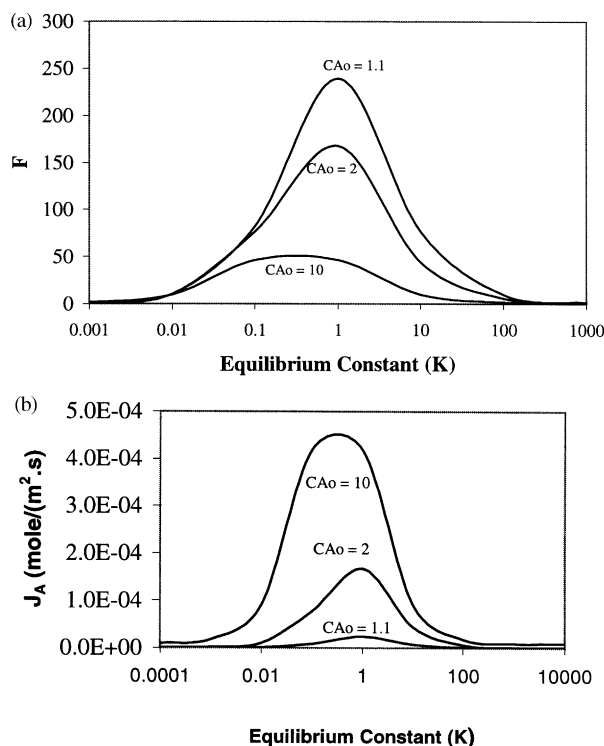 (a)
300
250
200
150
100
50
0
F
CAo = 1.1
CAo = 2
CAo = 10
0.001 0.01 0.1 1 10 100 1000
Equilibrium Constant (K)
(b)
5.0E-04
4.0E-04
3.0E-04
2.0E-04
1.0E-04
0.0E+00
J_A (mole/(m².s)
CAo = 10
CAo = 2
CAo = 1.1
0.0001 0.01 1 100 10000
Equilibrium Constant (K)